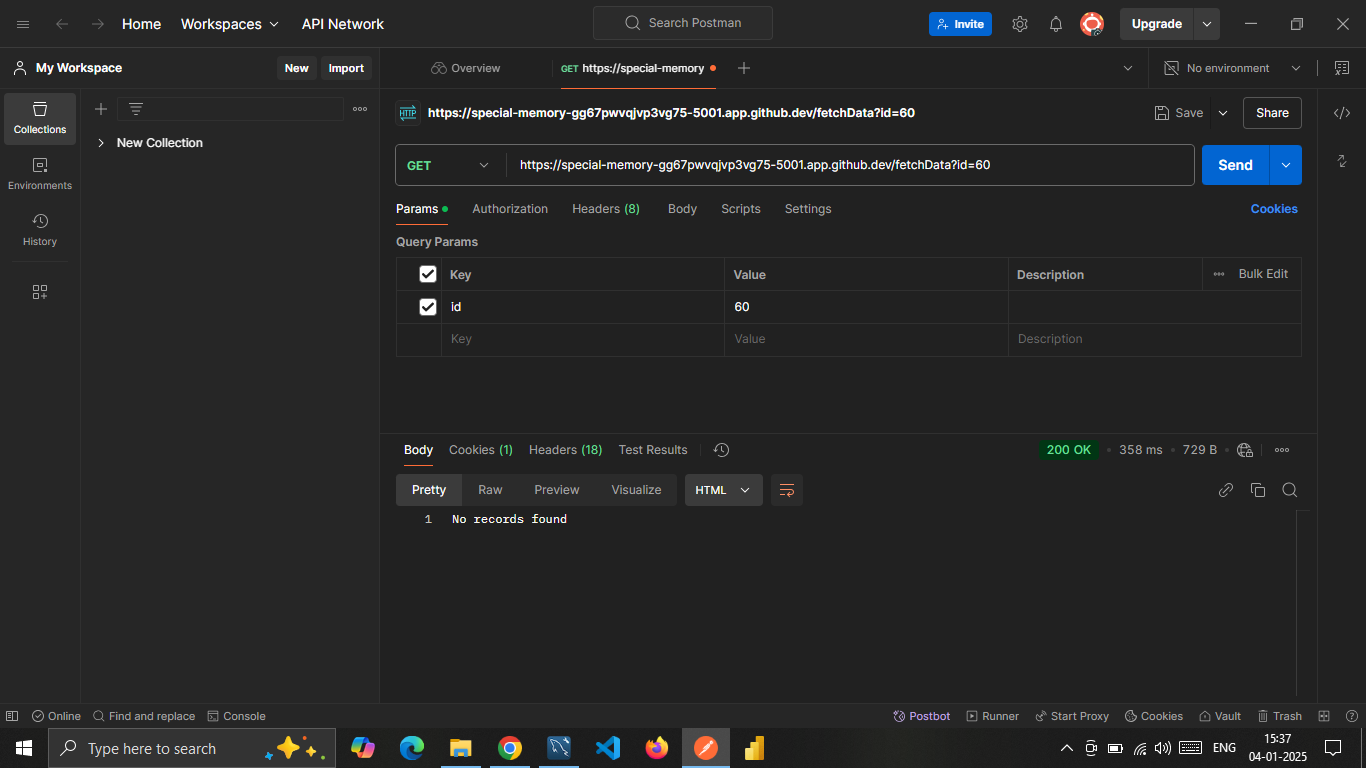 Home Workspaces API Network Search Postman Invite Upgrade
My Workspace New Import Overview GET https://special-memory No environment
Collections
New Collection
Environments
History
HTTP https://special-memory-gg67pwvqjvp3vg75-5001.app.github.dev/fetchData?id=60 Save Share
GET https://special-memory-gg67pwvqjvp3vg75-5001.app.github.dev/fetchData?id=60 Send
Params Authorization Headers (8) Body Scripts Settings Cookies
Query Params
Key Value Description Bulk Edit
id 60
Key Value Description
Body Cookies (1) Headers (18) Test Results 200 OK • 358 ms • 729 B
Pretty Raw Preview Visualize HTML
1 No records found
Online Find and replace Console Postbot Runner Start Proxy Cookies Vault Trash
Type here to search ENG 15:37
04-01-2025